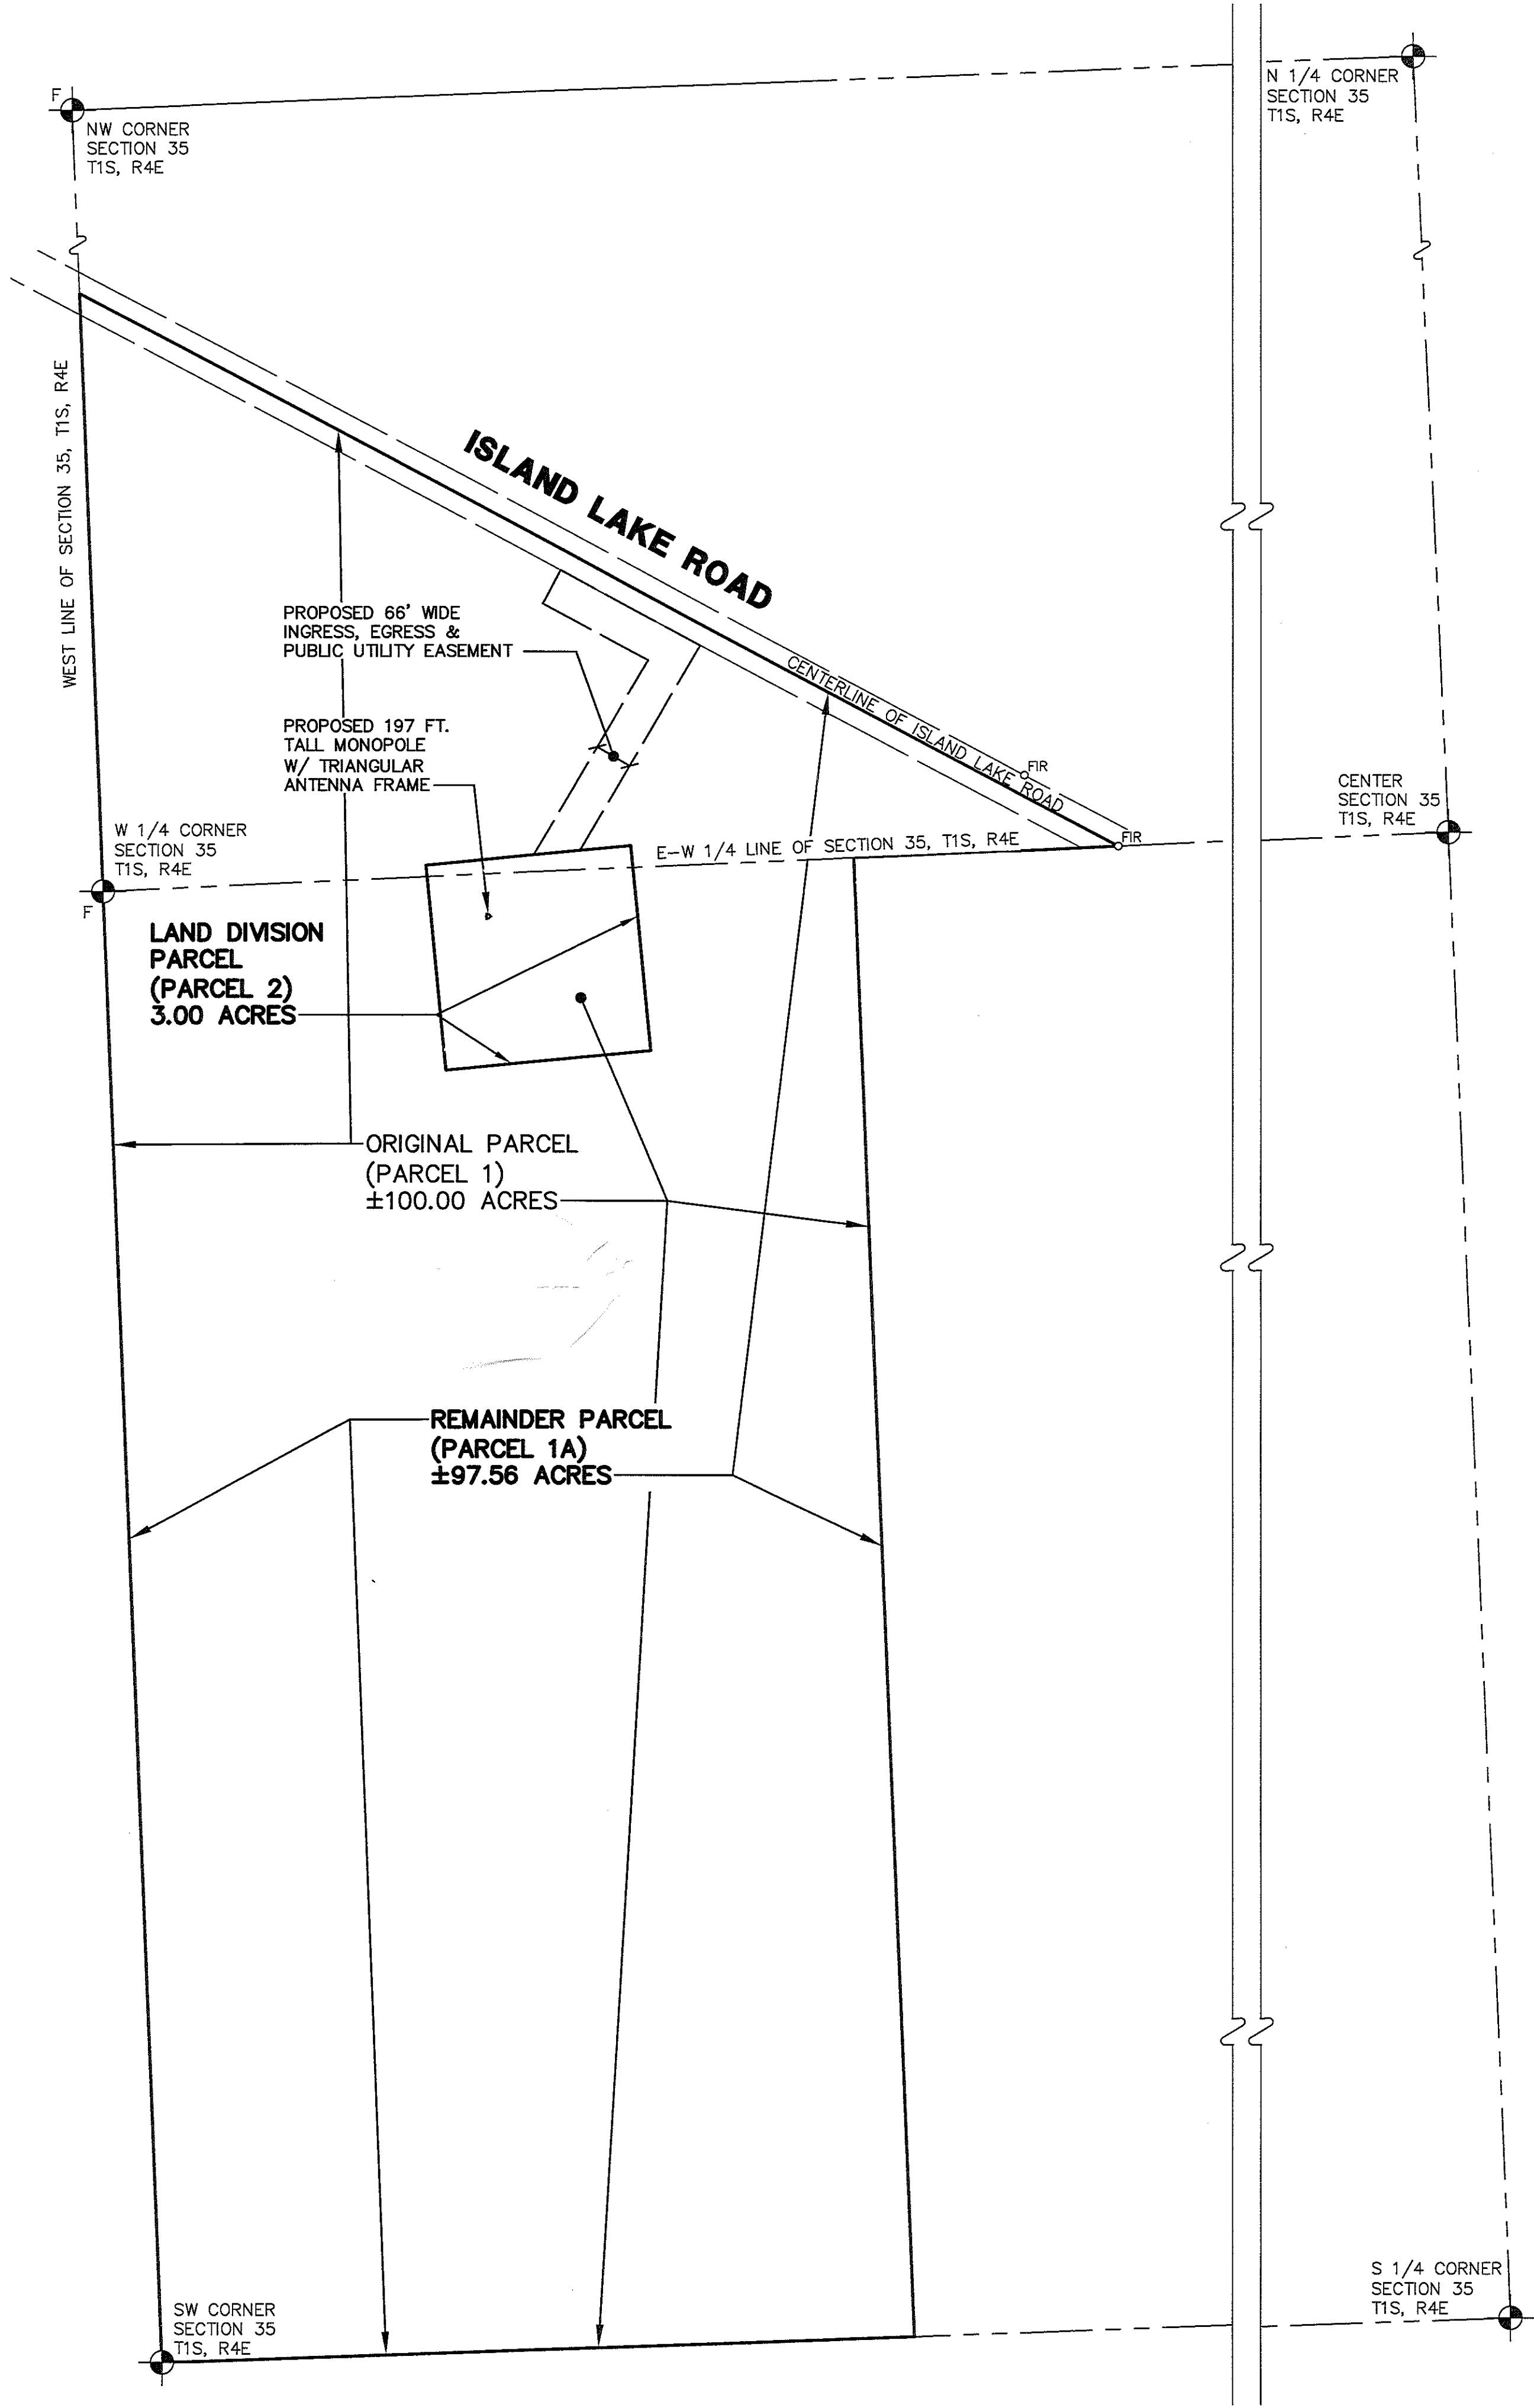 N 1/4 CORNER
SECTION 35
T1S, R4E
F
NW CORNER
SECTION 35
T1S, R4E
WEST LINE OF SECTION 35, T1S, R4E
ISLAND LAKE ROAD
PROPOSED 66' WIDE
INGRESS, EGRESS &
PUBLIC UTILITY EASEMENT
CENTERLINE OF ISLAND LAKE ROAD
PROPOSED 197 FT.
TALL MONOPOLE
W/ TRIANGULAR
ANTENNA FRAME
FIR
FIR
CENTER
SECTION 35
T1S, R4E
W 1/4 CORNER
SECTION 35
T1S, R4E
F
E-W 1/4 LINE OF SECTION 35, T1S, R4E
LAND DIVISION
PARCEL
(PARCEL 2)
3.00 ACRES
ORIGINAL PARCEL
(PARCEL 1)
±100.00 ACRES
REMAINDER PARCEL
(PARCEL 1A)
±97.56 ACRES
SW CORNER
SECTION 35
T1S, R4E
S 1/4 CORNER
SECTION 35
T1S, R4E